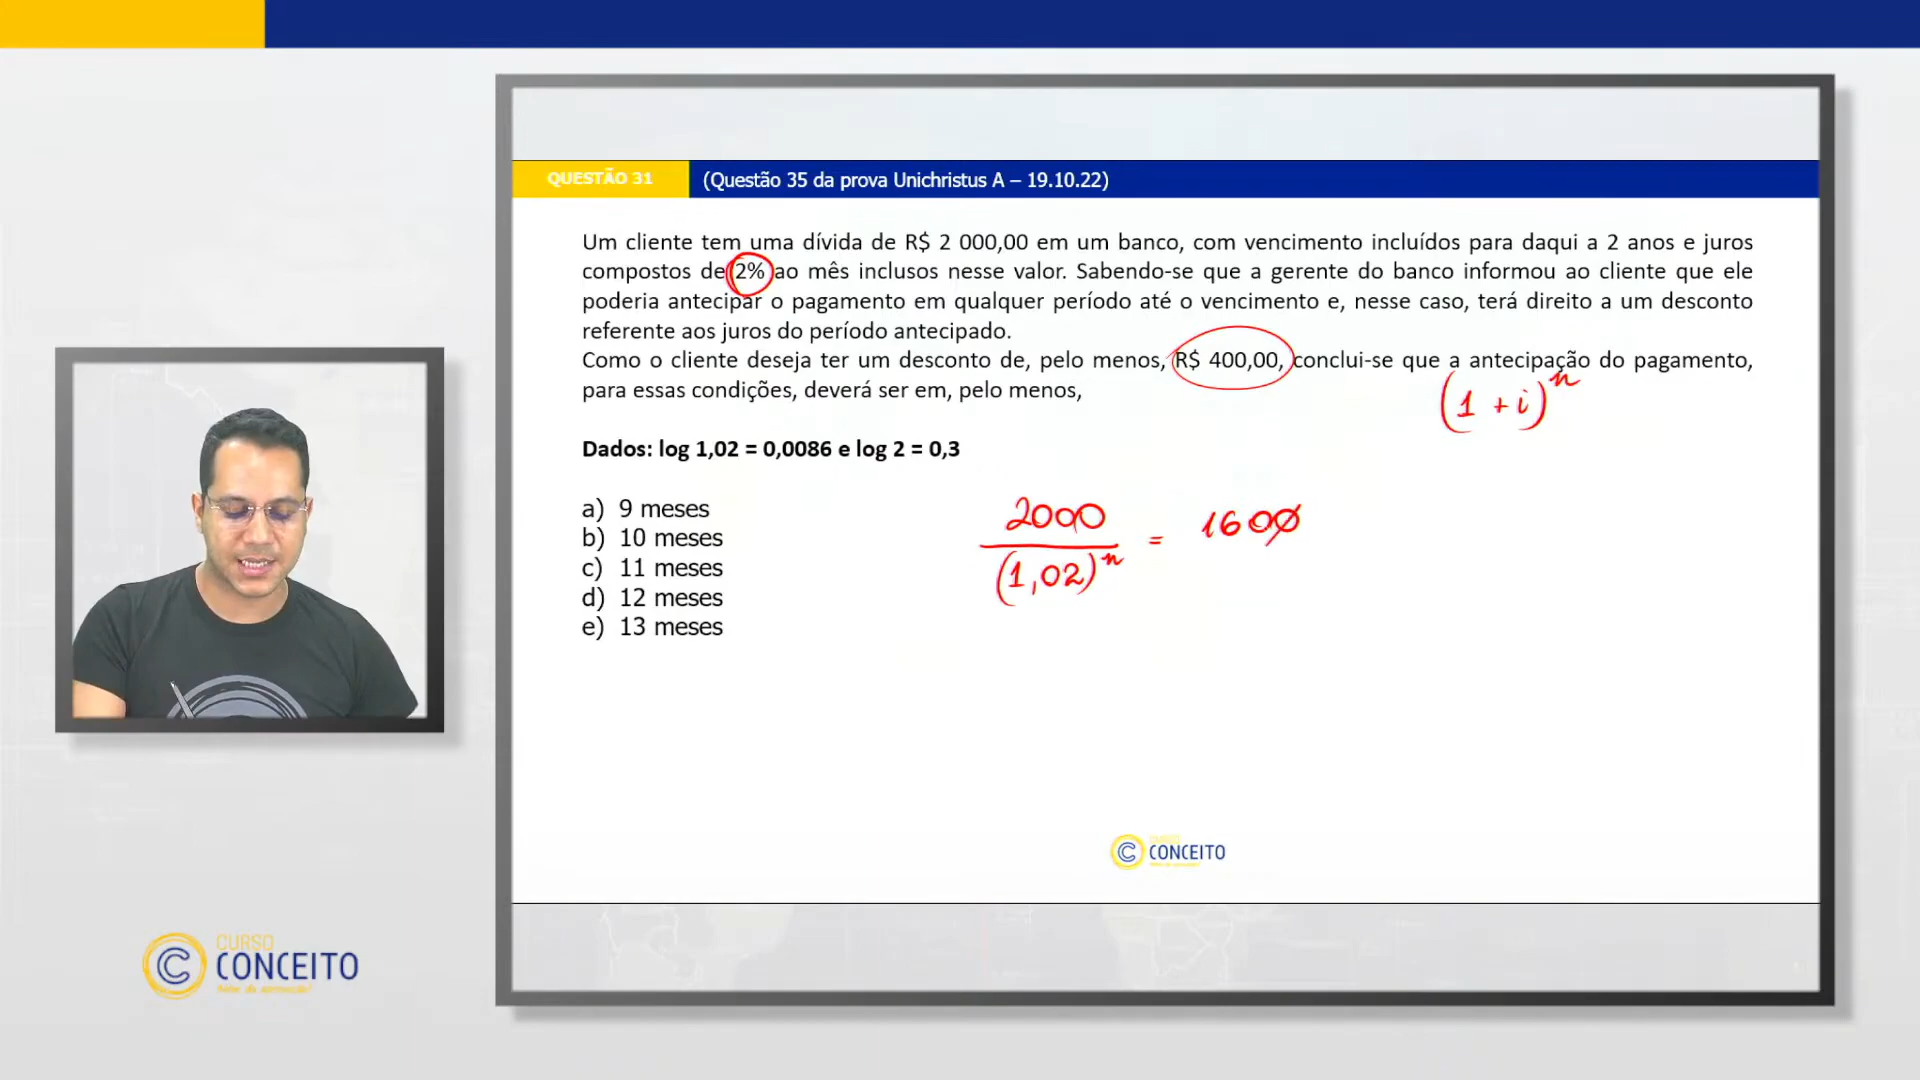 QUESTÃO 31
(Questão 35 da prova Unichristus A – 19.10.22)
Um cliente tem uma dívida de R$ 2 000,00 em um banco, com vencimento incluídos para daqui a 2 anos e juros
compostos de 2% ao mês inclusos nesse valor. Sabendo-se que a gerente do banco informou ao cliente que ele
poderia antecipar o pagamento em qualquer período até o vencimento e, nesse caso, terá direito a um desconto
referente aos juros do período antecipado.
Como o cliente deseja ter um desconto de, pelo menos, R$ 400,00, conclui-se que a antecipação do pagamento,
para essas condições, deverá ser em, pelo menos,
(1 + i)^n
Dados: log 1,02 = 0,0086 e log 2 = 0,3
a) 9 meses
b) 10 meses
c) 11 meses
d) 12 meses
e) 13 meses
2000
= 1600
(1,02)^n
CONCEITO
CURSO
CONCEITO